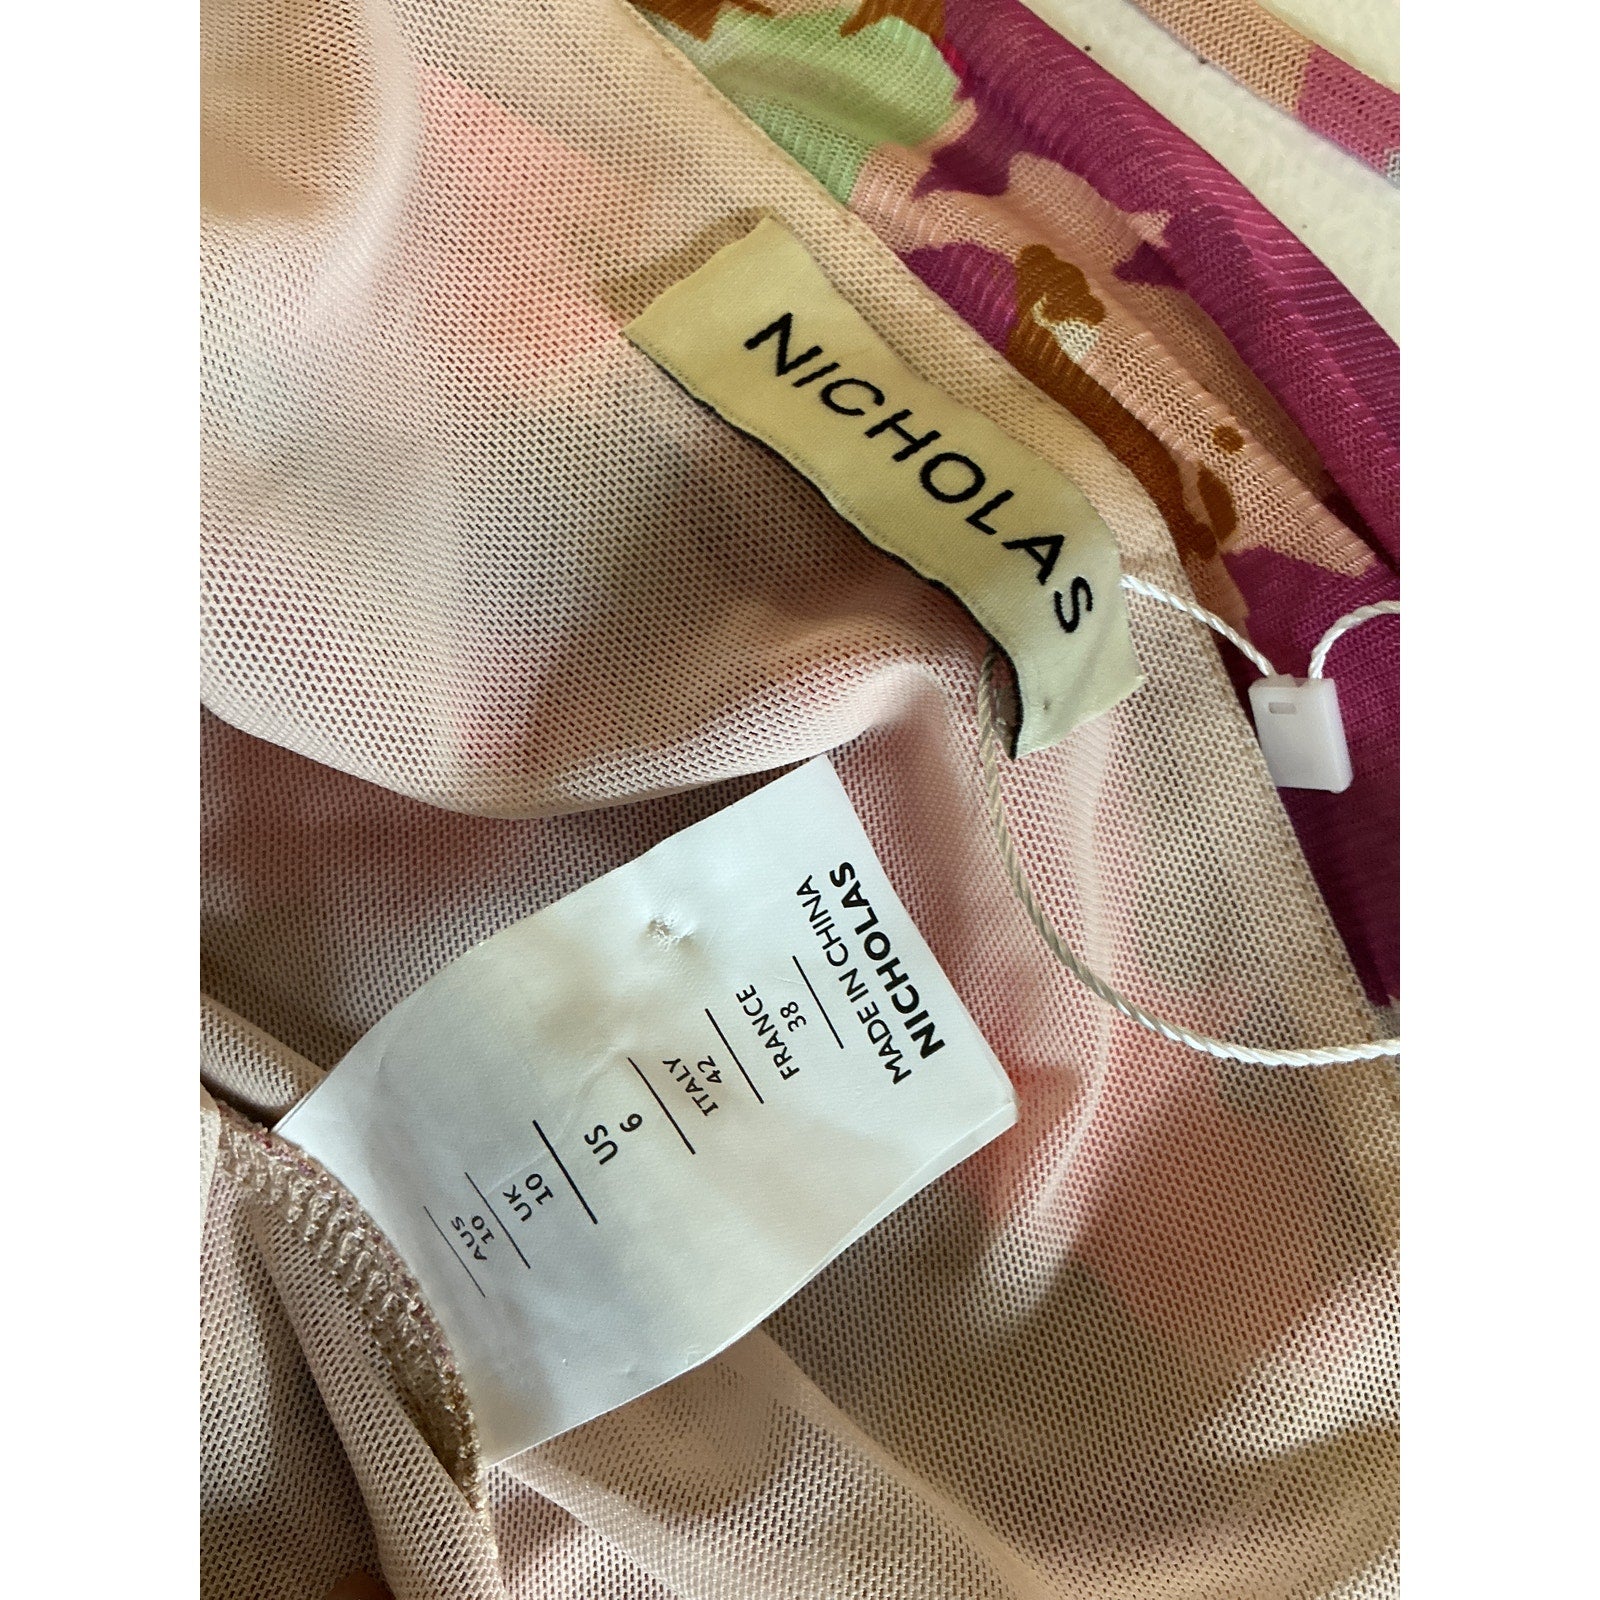 NICHOLAS
NICHOLAS
MADE IN CHINA
FRANCE
38
ITALY
42
US
6
UK
10
AUS
10